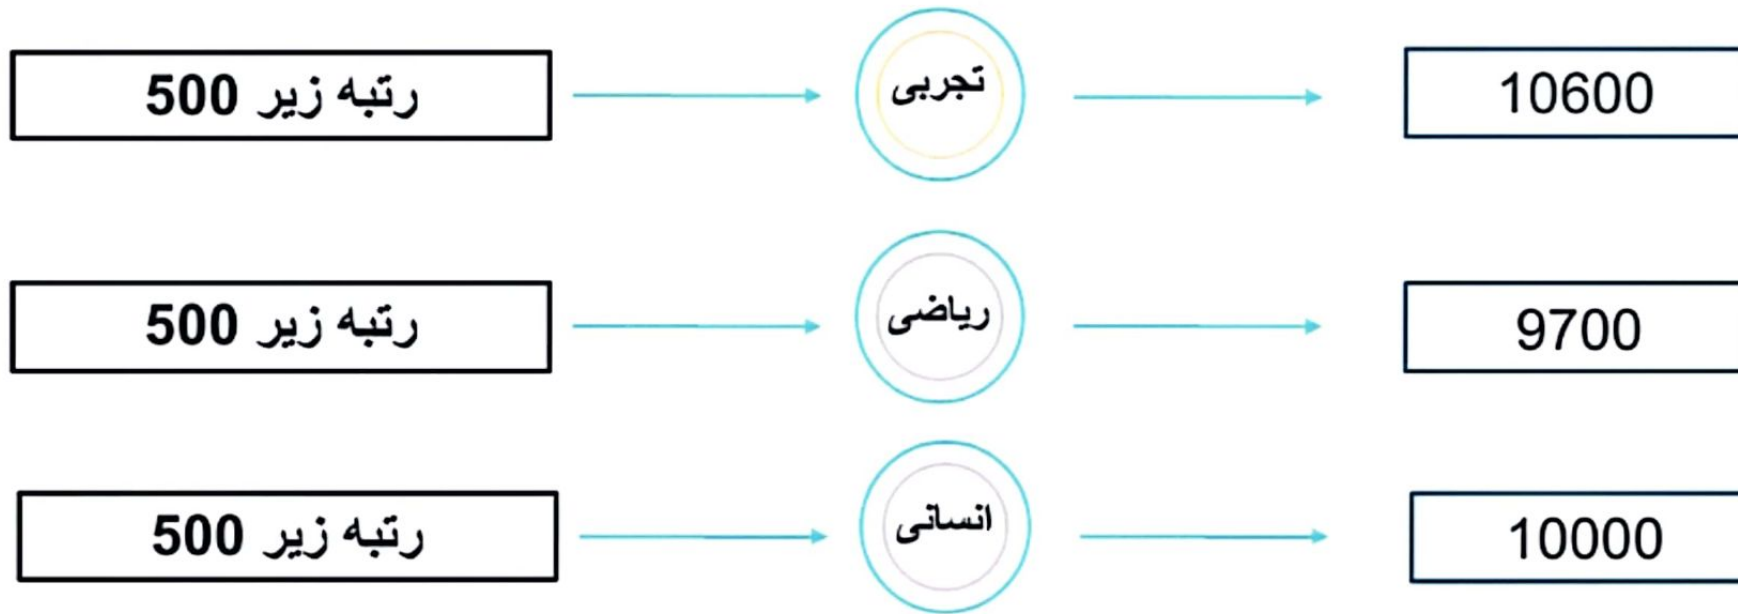 رتبه زیر 500
تجربی
10600
رتبه زیر 500
ریاضی
9700
رتبه زیر 500
انسانی
10000